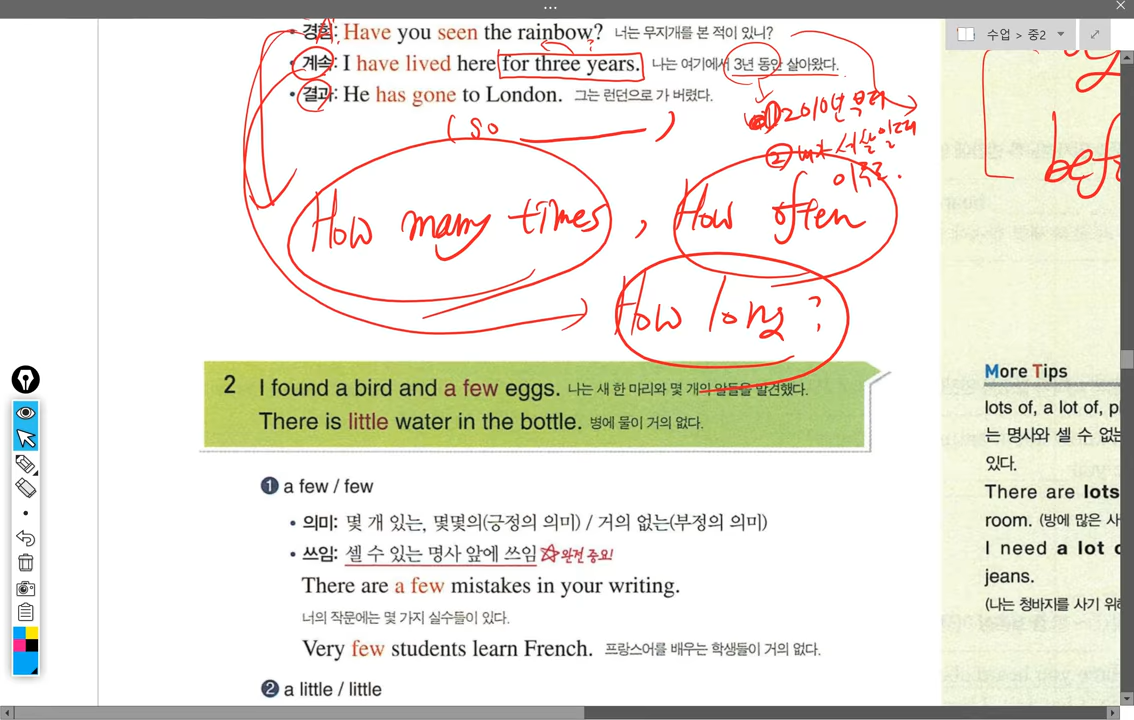 ...
수업 > 중2
경험: Have you seen the rainbow? 너는 무지개를 본 적이 있니?
?
계속: I have lived here for three years. 나는 여기에서 3년 동안 살아왔다.
결과: He has gone to London. 그는 런던으로 가 버렸다.
① 2010년부터
(so )
② 내가 세살 일때
이후로.
befo
How many times , How often
How long?
2 I found a bird and a few eggs. 나는 새 한 마리와 몇 개의 알들을 발견했다.
There is little water in the bottle. 병에 물이 거의 없다.
1 a few / few
• 의미: 몇 개 있는, 몇몇의(긍정의 의미) / 거의 없는(부정의 의미)
• 쓰임: 셀 수 있는 명사 앞에 쓰임 ☆완전 중요!
There are a few mistakes in your writing.
너의 작문에는 몇 가지 실수들이 있다.
Very few students learn French. 프랑스어를 배우는 학생들이 거의 없다.
2 a little / little
More Tips
lots of, a lot of, p
는 명사와 셀 수 없는
있다.
There are lots
room. (방에 많은 사
I need a lot o
jeans.
(나는 청바지를 사기 위해